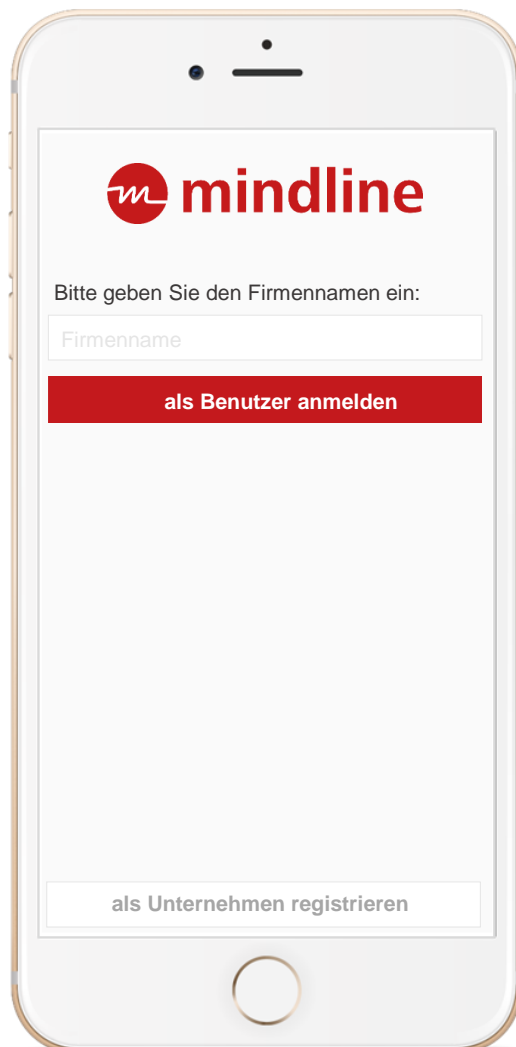 mindline
Bitte geben Sie den Firmennamen ein:
Firmenname
als Benutzer anmelden
als Unternehmen registrieren